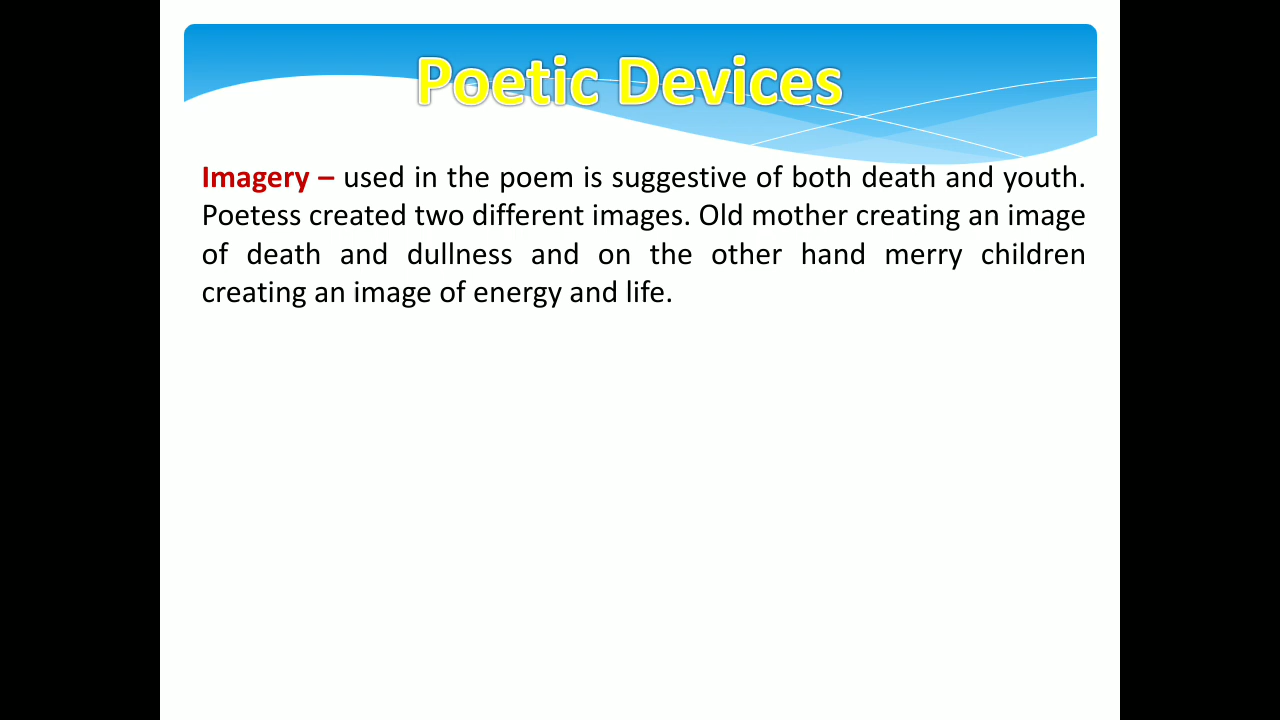 Poetic Devices
Imagery – used in the poem is suggestive of both death and youth.
Poetess created two different images. Old mother creating an image
of death and dullness and on the other hand merry children
creating an image of energy and life.